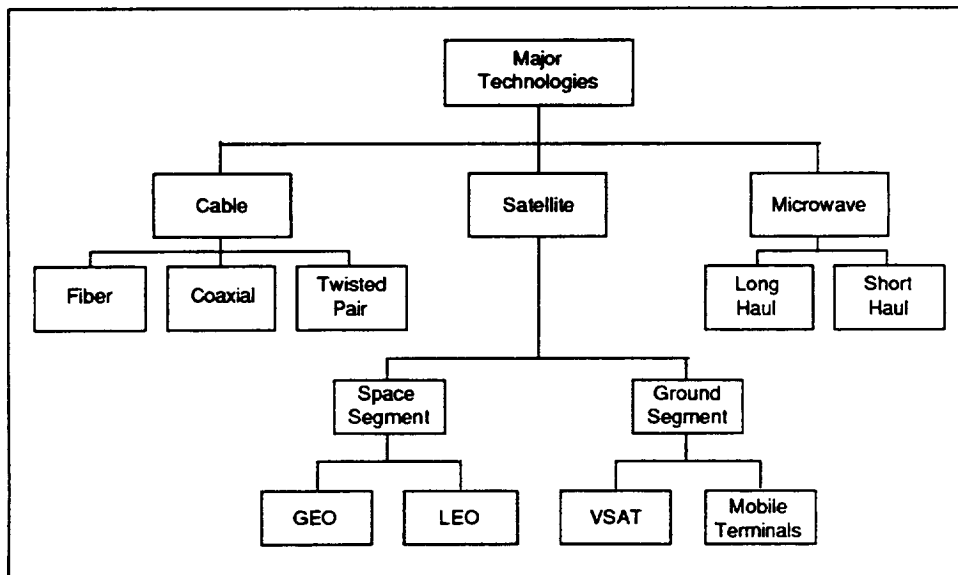 Major
Technologies
Cable
Satellite
Microwave
Fiber
Coaxial
Twisted
Pair
Long
Haul
Short
Haul
Space
Segment
Ground
Segment
GEO
LEO
VSAT
Mobile
Terminals